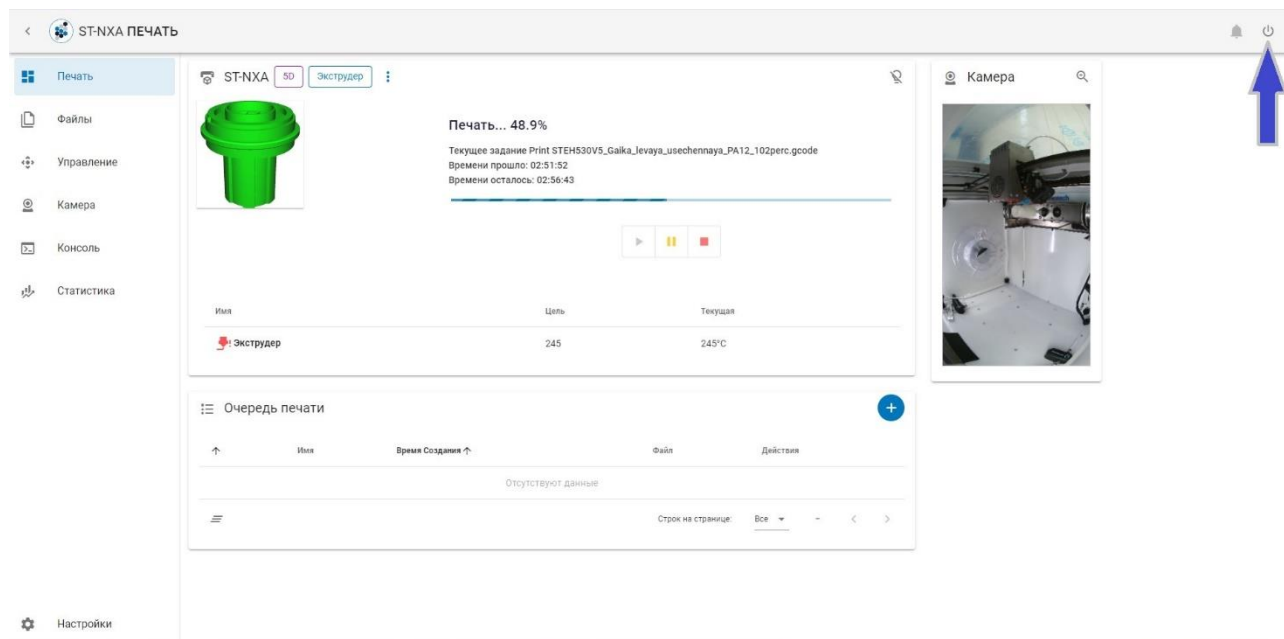 ST-NXA ПЕЧАТЬ
Печать
Файлы
Управление
Камера
Консоль
Статистика
Настройки
ST-NXA 5D Экструдер
Печать... 48.9%
Текущее задание Print STEH530V5_Gaika_levaya_usechennaya_PA12_102perc.gcode
Времени прошло: 02:51:52
Времени осталось: 02:56:43
Имя Цель Текущая
Экструдер 245 245°C
Очередь печати
Имя Время Создания Файл Действия
Отсутствуют данные
Строк на странице: Все -
Камера